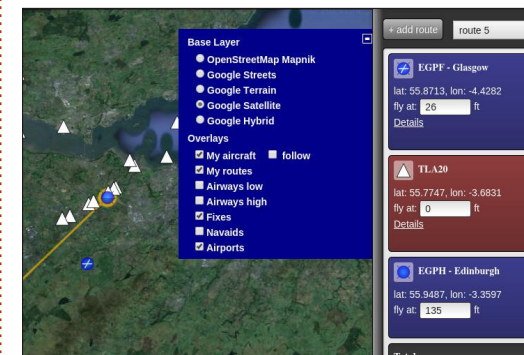 Base Layer
OpenStreetMap Mapnik
Google Streets
Google Terrain
Google Satellite
Google Hybrid
Overlays
My aircraft follow
My routes
Airways low
Airways high
Fixes
Navaids
Airports
+ add route route 5
EGPF - Glasgow
lat: 55.8713, lon: -4.4282
fly at: 26 ft
Details
TLA20
lat: 55.7747, lon: -3.6831
fly at: 0 ft
Details
EGPH - Edinburgh
lat: 55.9487, lon: -3.3597
fly at: 135 ft